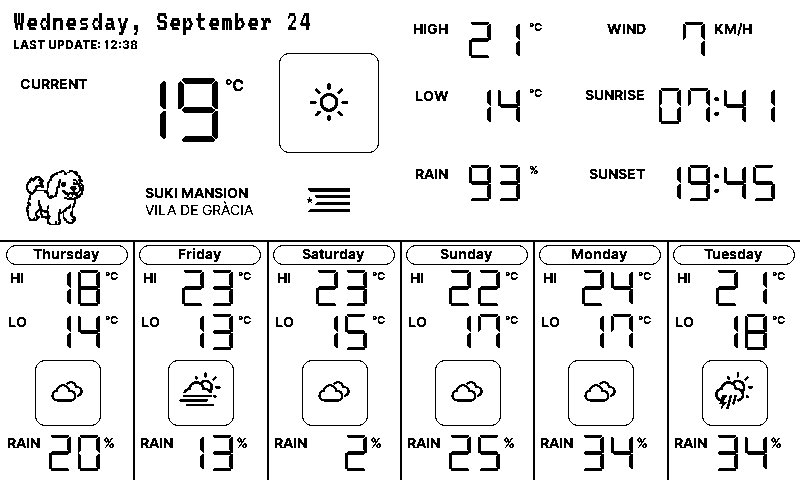 Wednesday, September 24
LAST UPDATE: 12:38
CURRENT 19 °C
SUKI MANSION
VILA DE GRÀCIA
HIGH 21 °C
LOW 14 °C
RAIN 93 %
WIND 7 KM/H
SUNRISE 07:41
SUNSET 19:45
Thursday
HI 18 °C
LO 14 °C
RAIN 20 %
Friday
HI 23 °C
LO 13 °C
RAIN 13 %
Saturday
HI 23 °C
LO 15 °C
RAIN 2 %
Sunday
HI 22 °C
LO 17 °C
RAIN 25 %
Monday
HI 24 °C
LO 17 °C
RAIN 34 %
Tuesday
HI 21 °C
LO 18 °C
RAIN 34 %